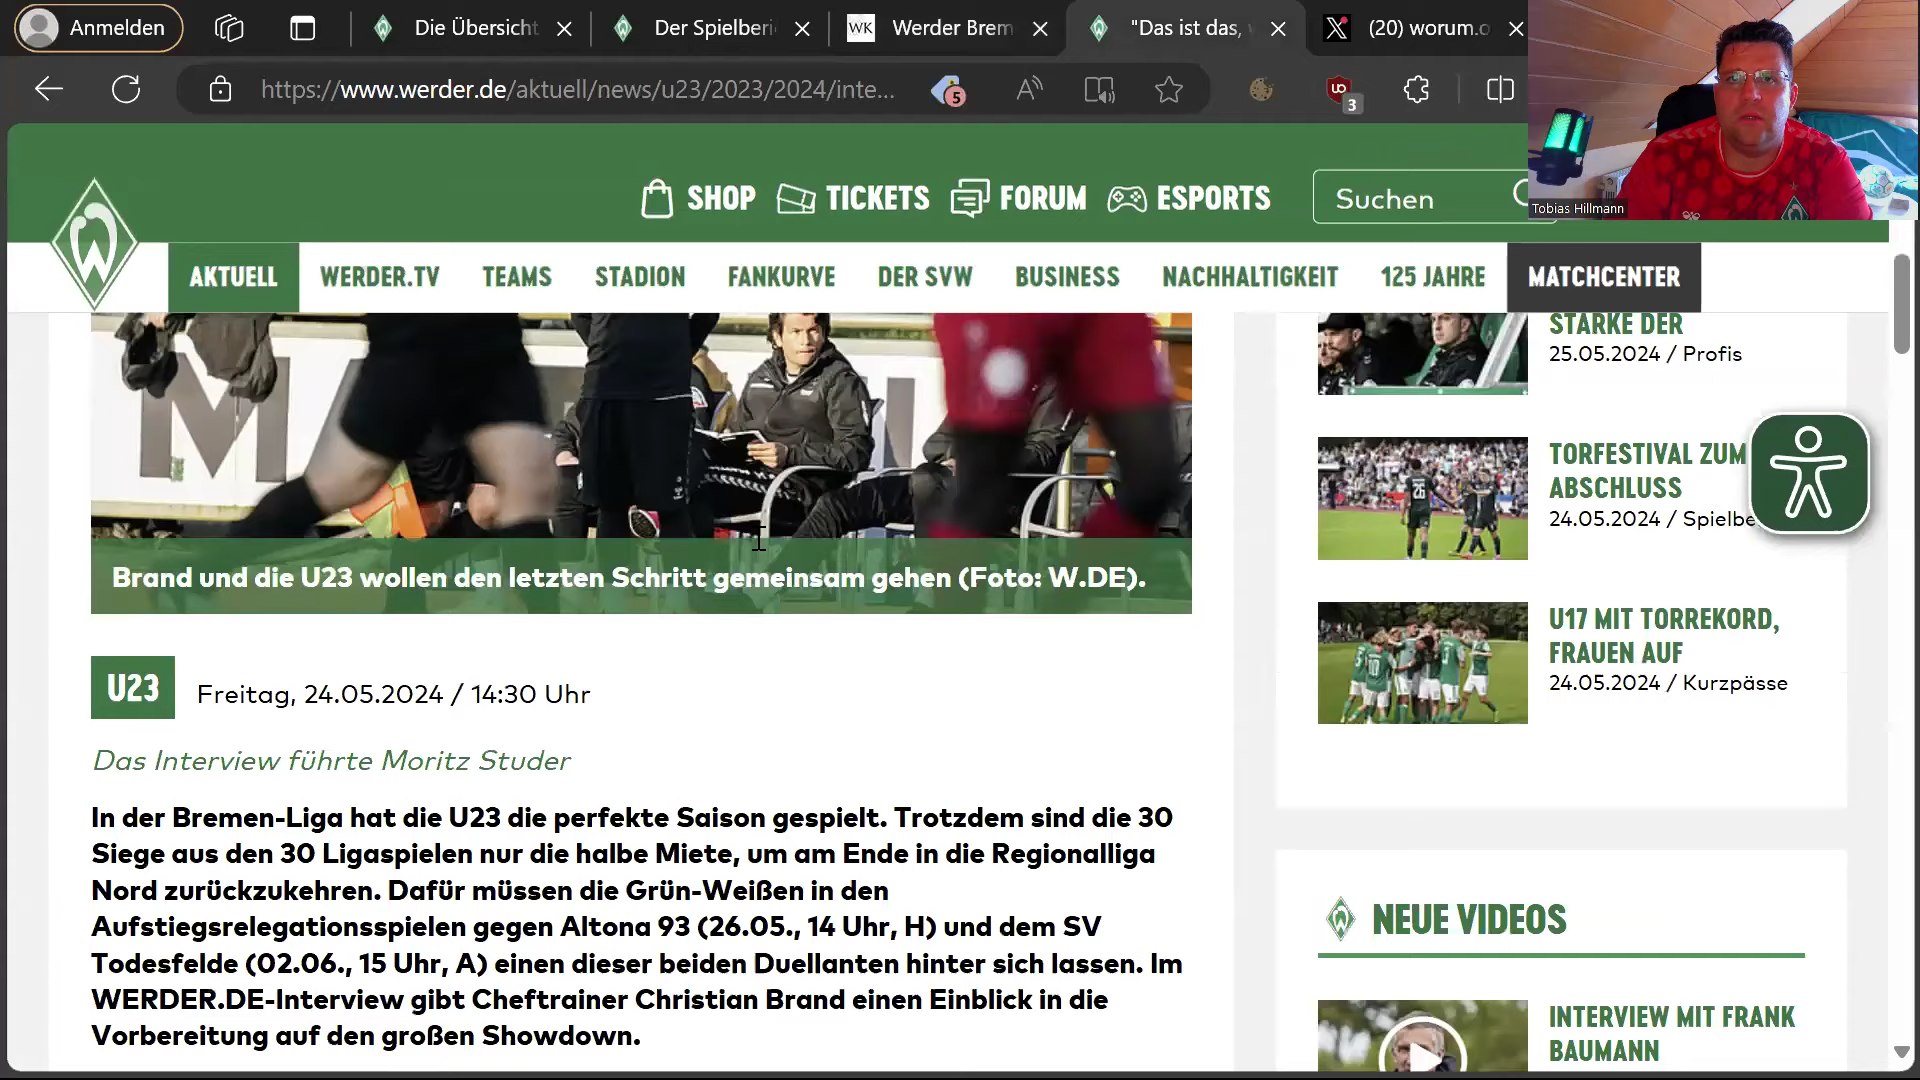 Anmelden
Die Übersicht
Der Spielberi
WK
Werder Brem
"Das ist das,
(20) worum.o
https://www.werder.de/aktuell/news/u23/2023/2024/inte...
5
3
SHOP
TICKETS
FORUM
ESPORTS
Suchen
Tobias Hillmann
AKTUELL
WERDER.TV
TEAMS
STADION
FANKURVE
DER SVW
BUSINESS
NACHHALTIGKEIT
125 JAHRE
MATCHCENTER
Brand und die U23 wollen den letzten Schritt gemeinsam gehen (Foto: W.DE).
U23
Freitag, 24.05.2024 / 14:30 Uhr
Das Interview führte Moritz Studer
In der Bremen-Liga hat die U23 die perfekte Saison gespielt. Trotzdem sind die 30
Siege aus den 30 Ligaspielen nur die halbe Miete, um am Ende in die Regionalliga
Nord zurückzukehren. Dafür müssen die Grün-Weißen in den
Aufstiegsrelegationsspielen gegen Altona 93 (26.05., 14 Uhr, H) und dem SV
Todesfelde (02.06., 15 Uhr, A) einen dieser beiden Duellanten hinter sich lassen. Im
WERDER.DE-Interview gibt Cheftrainer Christian Brand einen Einblick in die
Vorbereitung auf den großen Showdown.
STÄRKE DER
25.05.2024 / Profis
TORFESTIVAL ZUM
ABSCHLUSS
24.05.2024 / Spielbe
U17 MIT TORREKORD,
FRAUEN AUF
24.05.2024 / Kurzpässe
NEUE VIDEOS
INTERVIEW MIT FRANK
BAUMANN